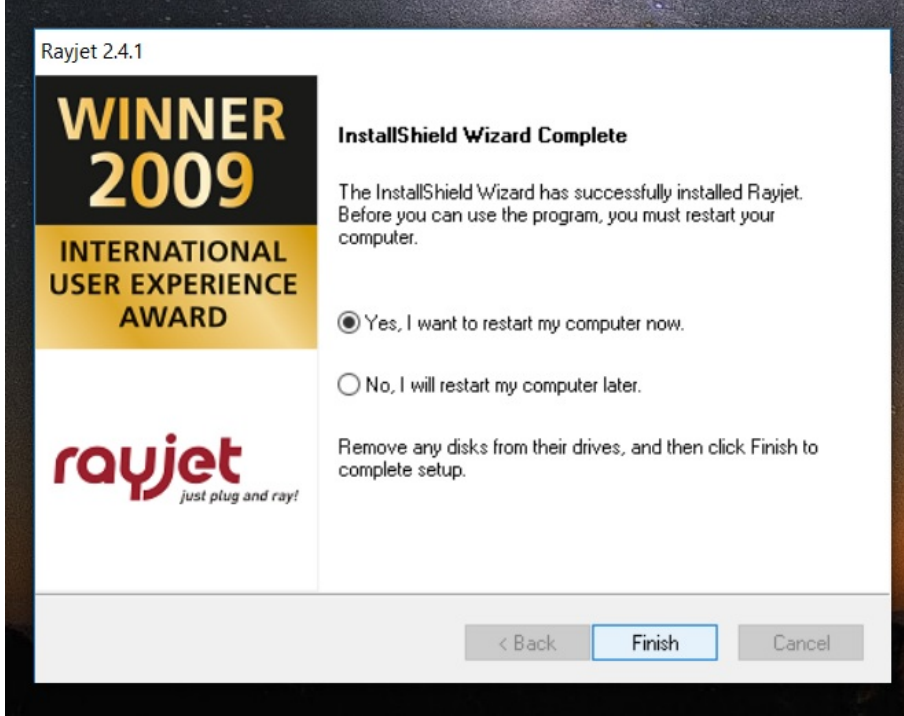 Rayjet 2.4.1
WINNER
2009
INTERNATIONAL
USER EXPERIENCE
AWARD
rayjet
just plug and ray!
InstallShield Wizard Complete
The InstallShield Wizard has successfully installed Rayjet.
Before you can use the program, you must restart your
computer.
Yes, I want to restart my computer now.
No, I will restart my computer later.
Remove any disks from their drives, and then click Finish to
complete setup.
< Back
Finish
Cancel